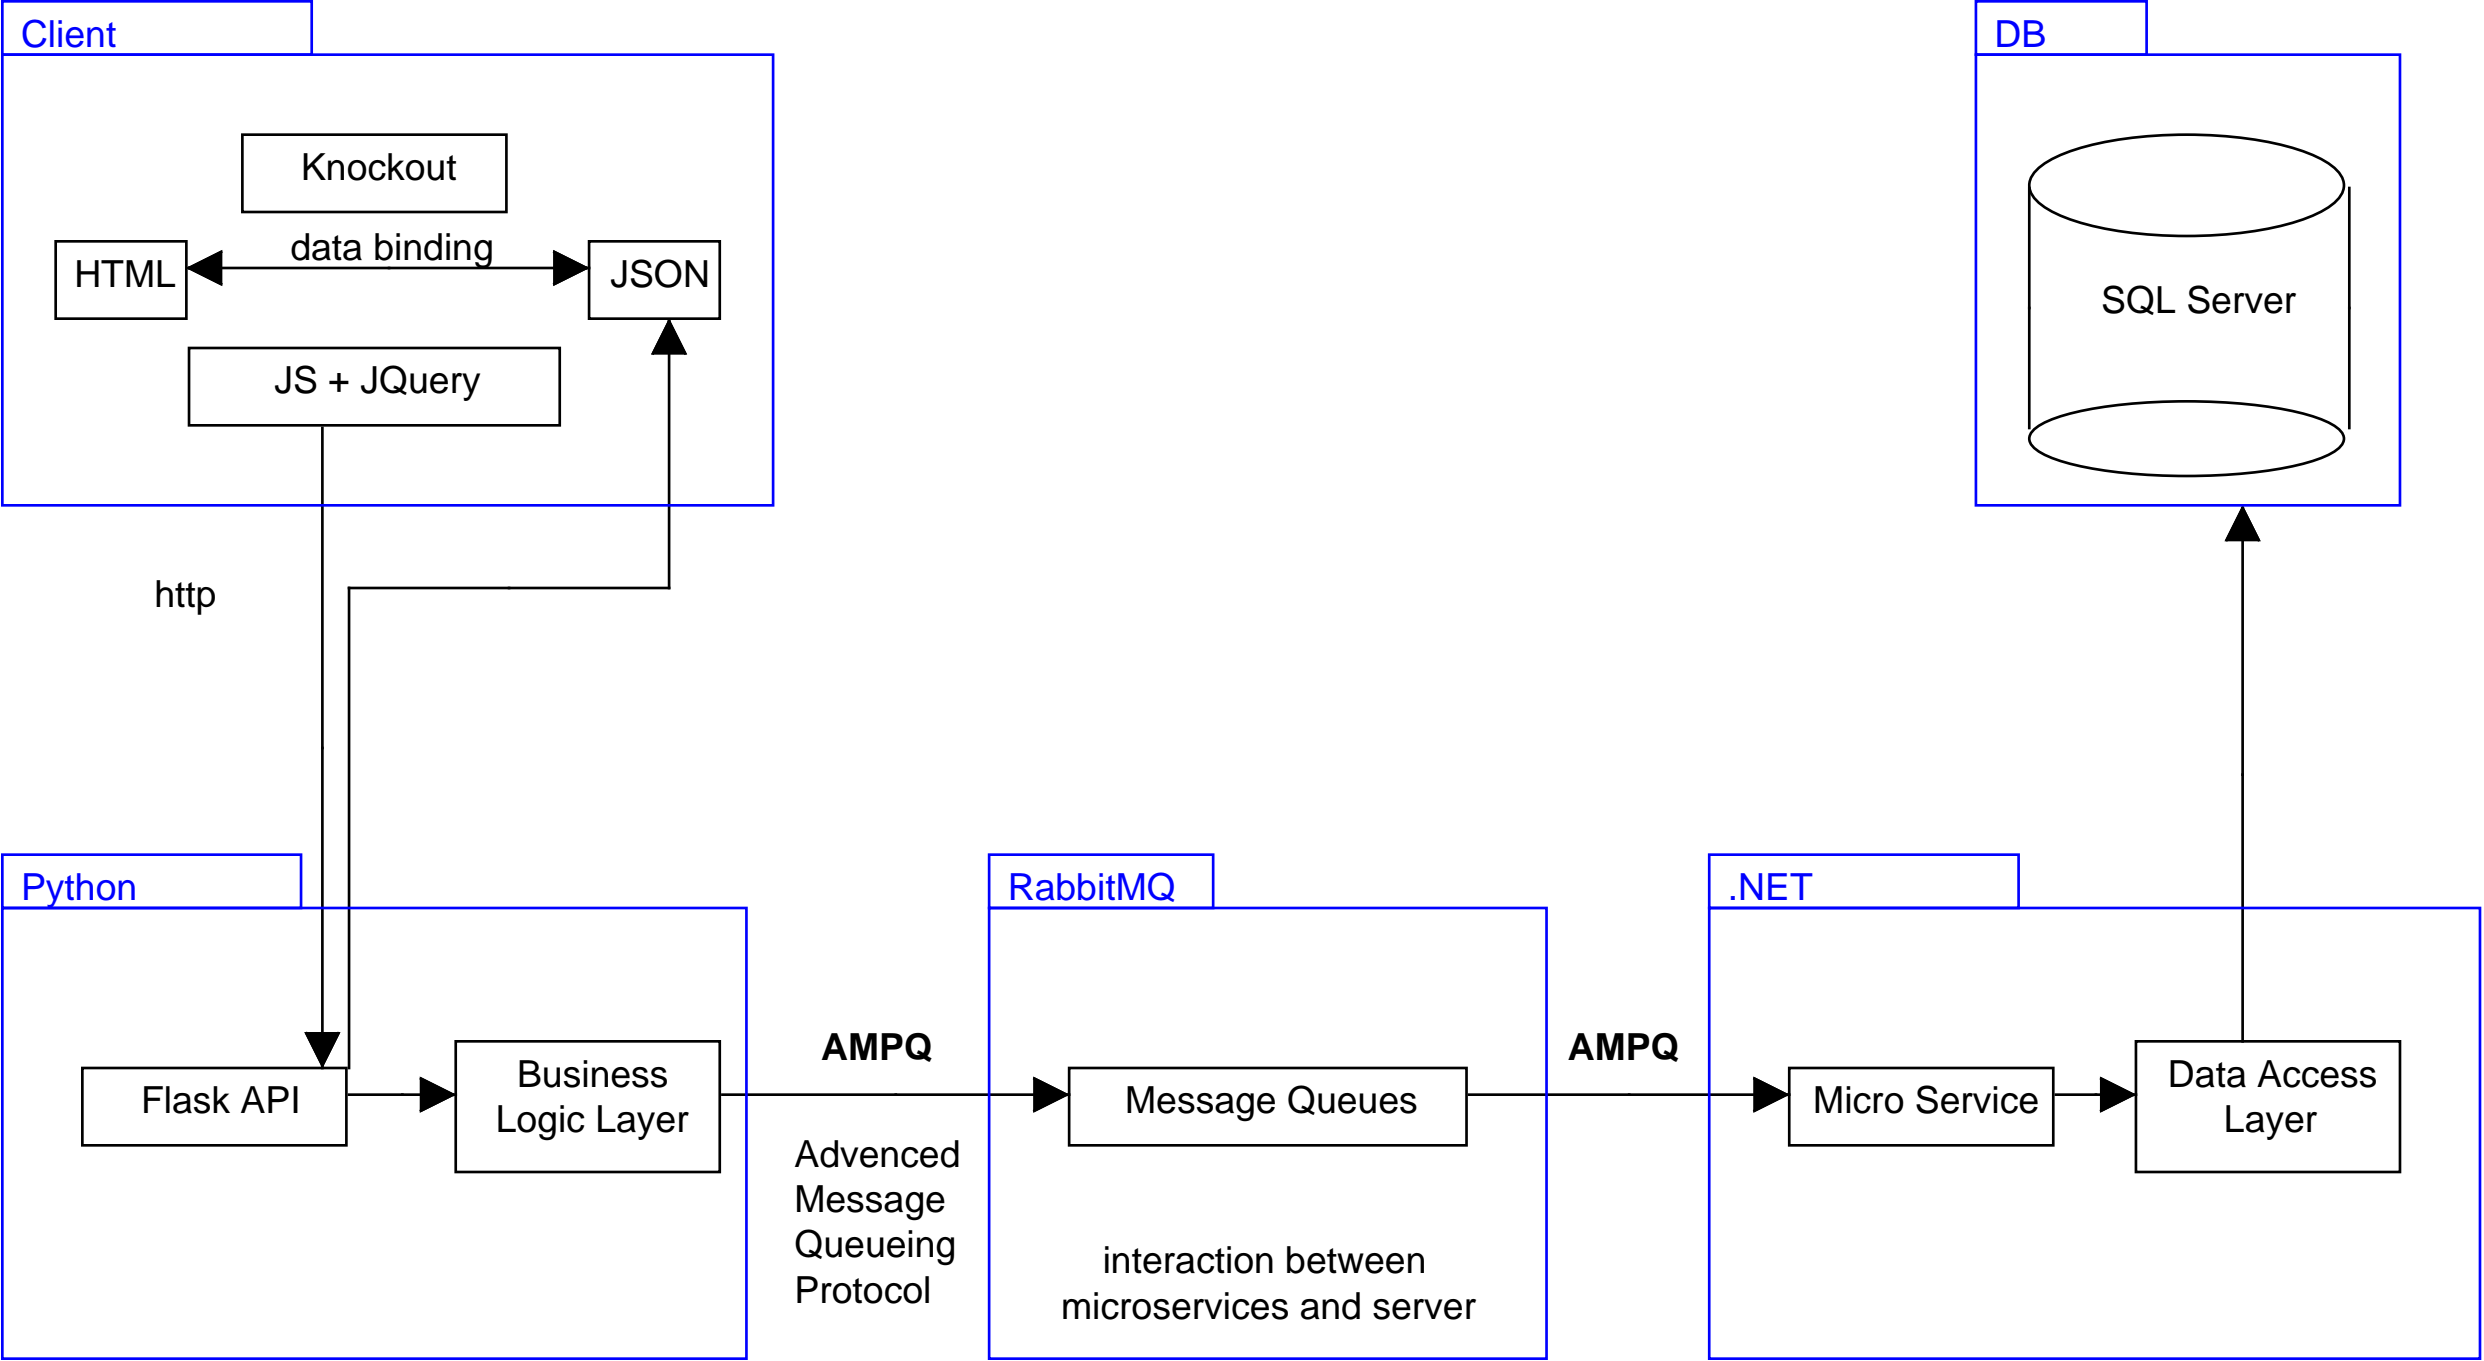 Client
Knockout
data binding
HTML
JSON
JS + JQuery
http
DB
SQL Server
Python
Flask API
Business
Logic Layer
AMPQ
Advenced
Message
Queueing
Protocol
RabbitMQ
Message Queues
interaction between
microservices and server
AMPQ
.NET
Micro Service
Data Access
Layer